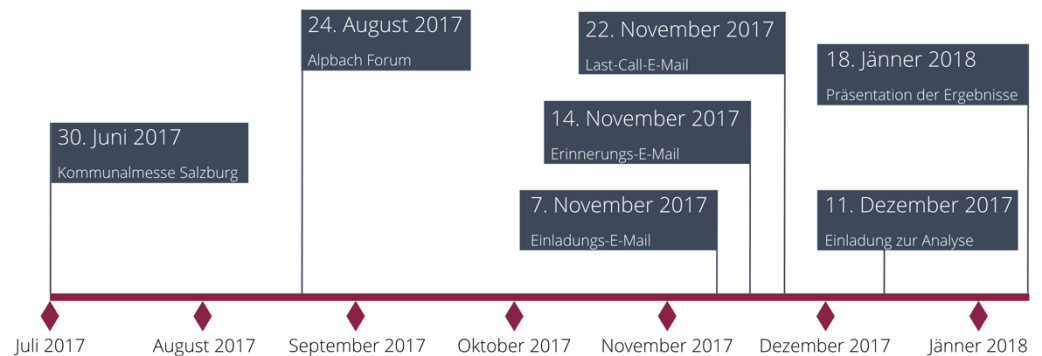 24. August 2017
Alpbach Forum
22. November 2017
Last-Call-E-Mail
18. Jänner 2018
Präsentation der Ergebnisse
30. Juni 2017
Kommunalmesse Salzburg
14. November 2017
Erinnerungs-E-Mail
7. November 2017
Einladungs-E-Mail
11. Dezember 2017
Einladung zur Analyse
Juli 2017
August 2017
September 2017
Oktober 2017
November 2017
Dezember 2017
Jänner 2018